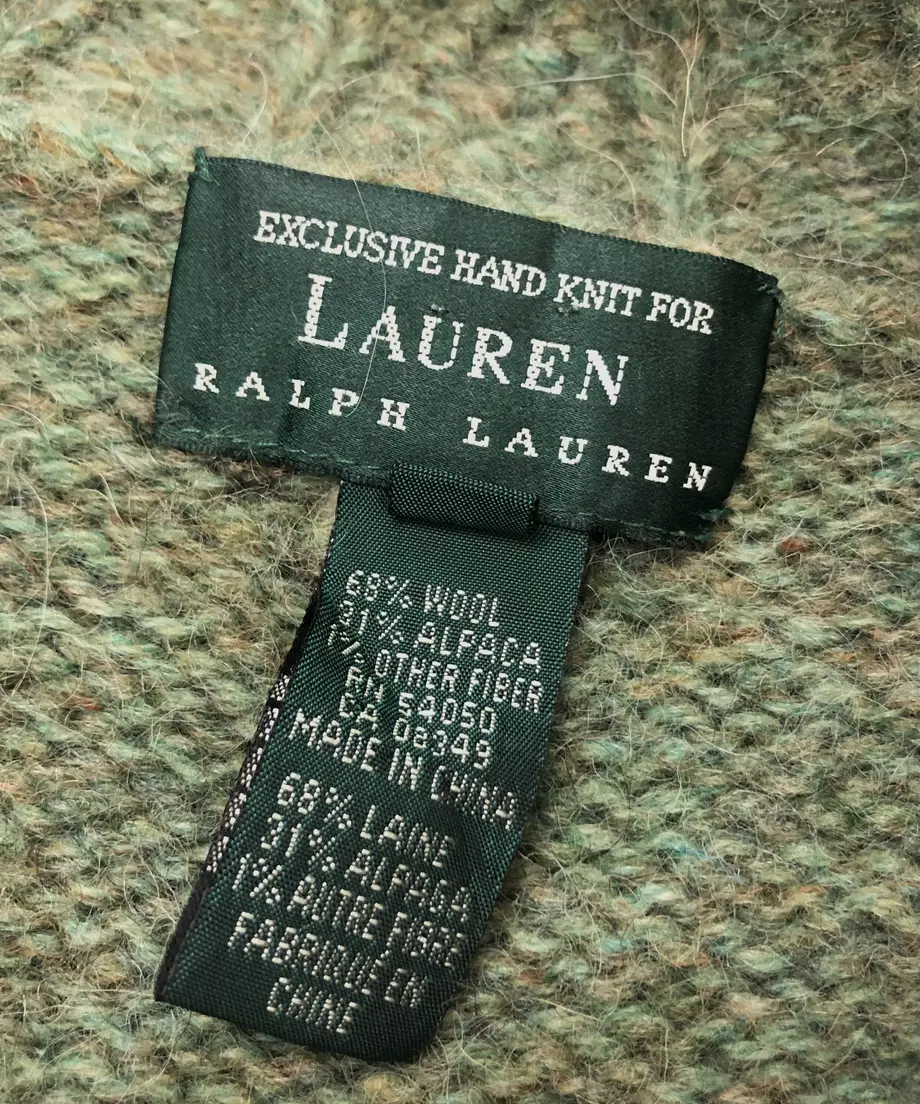 EXCLUSIVE HAND KNIT FOR
LAUREN
RALPH LAUREN
68% WOOL
31% ALPACA
1% OTHER FIBER
RN 54050
CA 08349
MADE IN CHINA
68% LAINE
31% ALPAGA
1% AUTRE FIBRE
FABRIQUÉ EN
CHINE